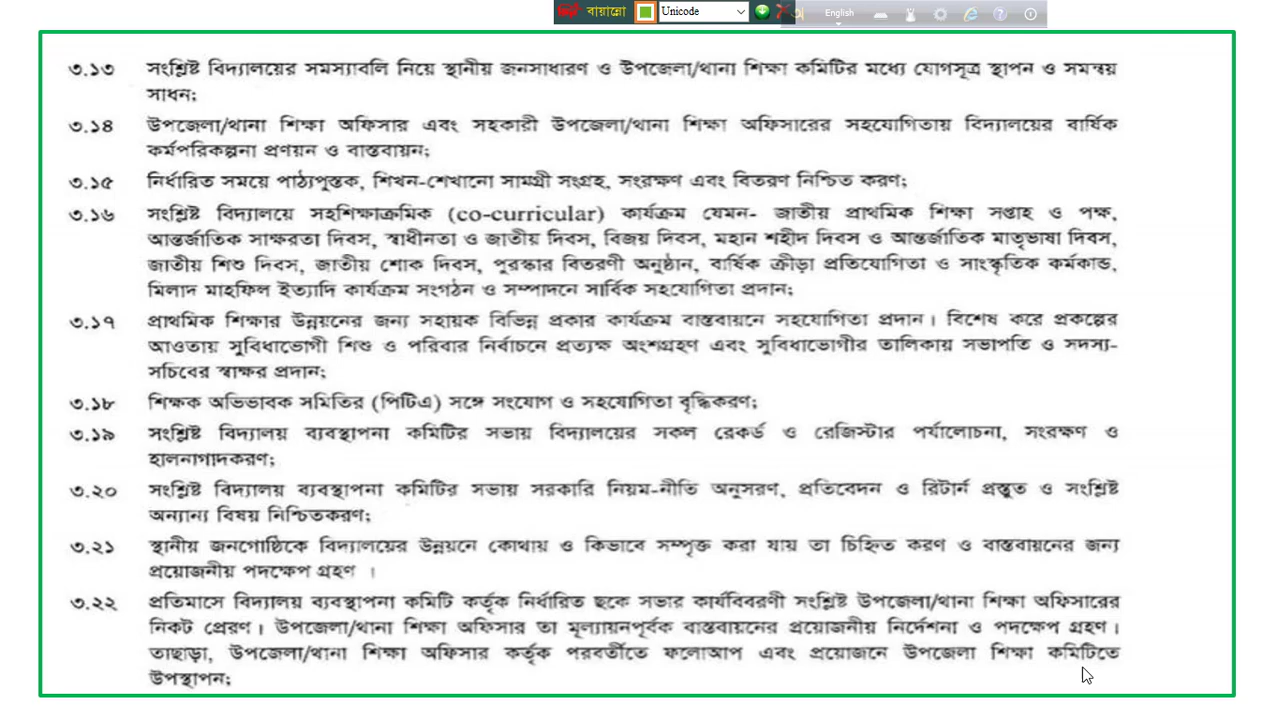 বায়ান্নো Unicode English
৩.১৩ সংশ্লিষ্ট বিদ্যালয়ের সমস্যাবলি নিয়ে স্থানীয় জনসাধারণ ও উপজেলা/থানা শিক্ষা কমিটির মধ্যে যোগসূত্র স্থাপন ও সমন্বয়
সাধন;
৩.১৪ উপজেলা/থানা শিক্ষা অফিসার এবং সহকারী উপজেলা/থানা শিক্ষা অফিসারের সহযোগিতায় বিদ্যালয়ের বার্ষিক
কর্মপরিকল্পনা প্রণয়ন ও বাস্তবায়ন;
৩.১৫ নির্ধারিত সময়ে পাঠ্যপুস্তক, শিখন-শেখানো সামগ্রী সংগ্রহ, সংরক্ষণ এবং বিতরণ নিশ্চিত করণ;
৩.১৬ সংশ্লিষ্ট বিদ্যালয়ে সহশিক্ষাক্রমিক (co-curricular) কার্যক্রম যেমন- জাতীয় প্রাথমিক শিক্ষা সপ্তাহ ও পক্ষ,
আন্তর্জাতিক সাক্ষরতা দিবস, স্বাধীনতা ও জাতীয় দিবস, বিজয় দিবস, মহান শহীদ দিবস ও আন্তর্জাতিক মাতৃভাষা দিবস,
জাতীয় শিশু দিবস, জাতীয় শোক দিবস, পুরস্কার বিতরণী অনুষ্ঠান, বার্ষিক ক্রীড়া প্রতিযোগিতা ও সাংস্কৃতিক কর্মকান্ড,
মিলাদ মাহফিল ইত্যাদি কার্যক্রম সংগঠন ও সম্পাদনে সার্বিক সহযোগিতা প্রদান;
৩.১৭ প্রাথমিক শিক্ষার উন্নয়নের জন্য সহায়ক বিভিন্ন প্রকার কার্যক্রম বাস্তবায়নে সহযোগিতা প্রদান। বিশেষ করে প্রকল্পের
আওতায় সুবিধাভোগী শিশু ও পরিবার নির্বাচনে প্রত্যক্ষ অংশগ্রহণ এবং সুবিধাভোগীর তালিকায় সভাপতি ও সদস্য-
সচিবের স্বাক্ষর প্রদান;
৩.১৮ শিক্ষক অভিভাবক সমিতির (পিটিএ) সঙ্গে সংযোগ ও সহযোগিতা বৃদ্ধিকরণ;
৩.১৯ সংশ্লিষ্ট বিদ্যালয় ব্যবস্থাপনা কমিটির সভায় বিদ্যালয়ের সকল রেকর্ড ও রেজিস্টার পর্যালোচনা, সংরক্ষণ ও
হালনাগাদকরণ;
৩.২০ সংশ্লিষ্ট বিদ্যালয় ব্যবস্থাপনা কমিটির সভায় সরকারি নিয়ম-নীতি অনুসরণ, প্রতিবেদন ও রিটার্ন প্রস্তুত ও সংশ্লিষ্ট
অন্যান্য বিষয় নিশ্চিতকরণ;
৩.২১ স্থানীয় জনগোষ্ঠিকে বিদ্যালয়ের উন্নয়নে কোথায় ও কিভাবে সম্পৃক্ত করা যায় তা চিহ্নিত করণ ও বাস্তবায়নের জন্য
প্রয়োজনীয় পদক্ষেপ গ্রহণ ।
৩.২২ প্রতিমাসে বিদ্যালয় ব্যবস্থাপনা কমিটি কর্তৃক নির্ধারিত ছকে সভার কার্যবিবরণী সংশ্লিষ্ট উপজেলা/থানা শিক্ষা অফিসারের
নিকট প্রেরণ। উপজেলা/থানা শিক্ষা অফিসার তা মূল্যায়নপূর্বক বাস্তবায়নের প্রয়োজনীয় নির্দেশনা ও পদক্ষেপ গ্রহণ।
তাছাড়া, উপজেলা/থানা শিক্ষা অফিসার কর্তৃক পরবর্তীতে ফলোআপ এবং প্রয়োজনে উপজেলা শিক্ষা কমিটিতে
উপস্থাপন;